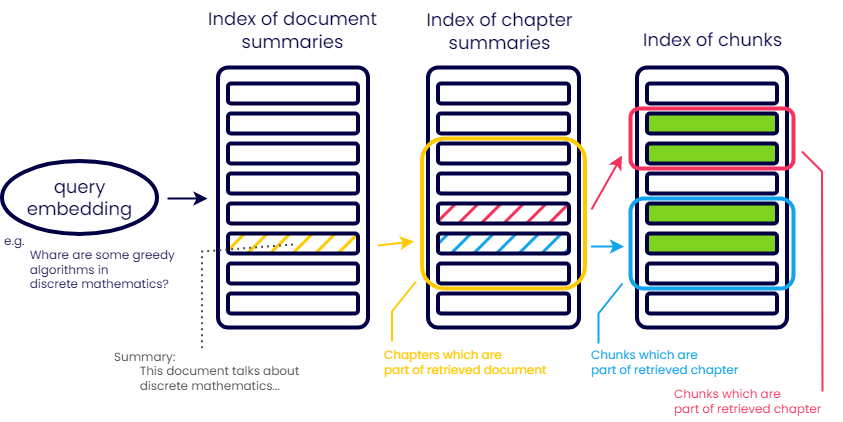 Index of document
summaries
Index of chapter
summaries
Index of chunks
query
embedding
e.g.
Whare are some greedy
algorithms in
discrete mathematics?
Summary:
This document talks about
discrete mathematics...
Chapters which are
part of retrieved document
Chunks which are
part of retrieved chapter
Chunks which are
part of retrieved chapter